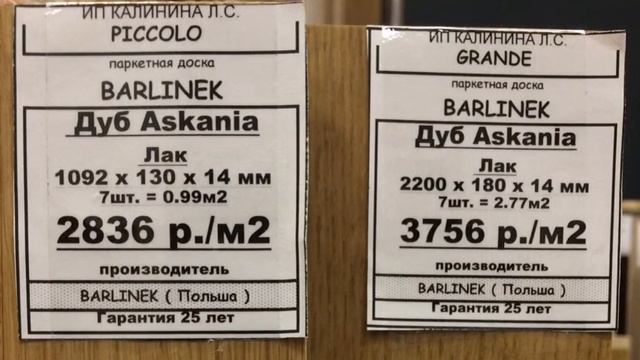 ИП КАЛИНИНА Л.С.
PICCOLO
паркетная доска
BARLINEK
Дуб Askania
Лак
1092 x 130 x 14 мм
7шт. = 0.99м2
2836 р./м2
производитель
BARLINEK ( Польша )
Гарантия 25 лет
ИП КАЛИНИНА Л.С.
GRANDE
паркетная доска
BARLINEK
Дуб Askania
Лак
2200 x 180 x 14 мм
7шт. = 2.77м2
3756 р./м2
производитель
BARLINEK ( Польша )
Гарантия 25 лет